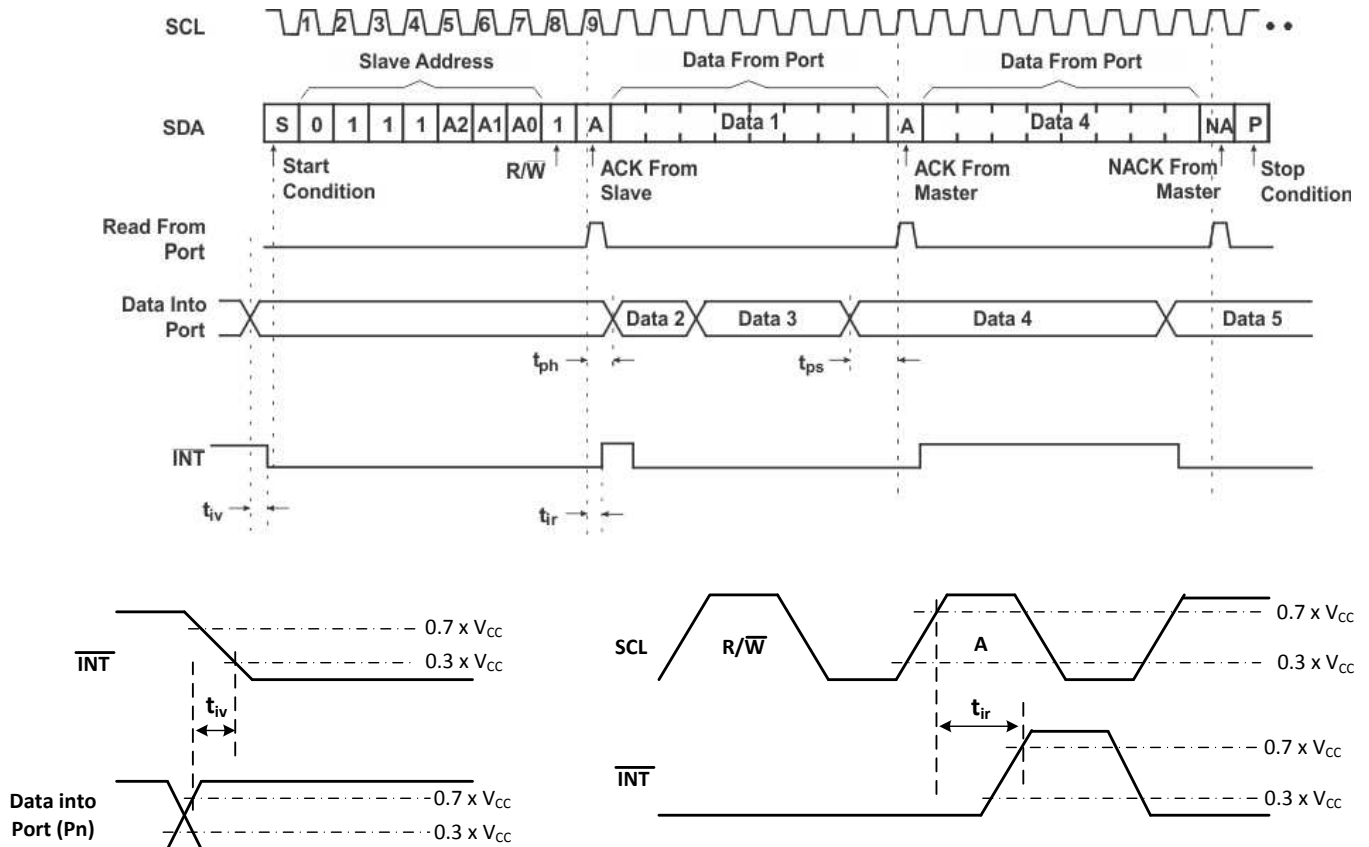 SCL 1 2 3 4 5 6 7 8 9
Slave Address Data From Port Data From Port
SDA S 0 1 1 1 A2 A1 A0 1 A Data 1 A Data 4 NA P
Start Condition
R/W̅
ACK From Slave
ACK From Master
NACK From Master
Stop Condition
Read From Port
Data Into Port
Data 2 Data 3 Data 4 Data 5
tph tps
I̅N̅T̅
tiv tir
0.7 x VCC
I̅N̅T̅
0.3 x VCC
tiv
Data into Port (Pn)
0.7 x VCC
0.3 x VCC
SCL R/W̅ A
0.7 x VCC
0.3 x VCC
tir
I̅N̅T̅
0.7 x VCC
0.3 x VCC